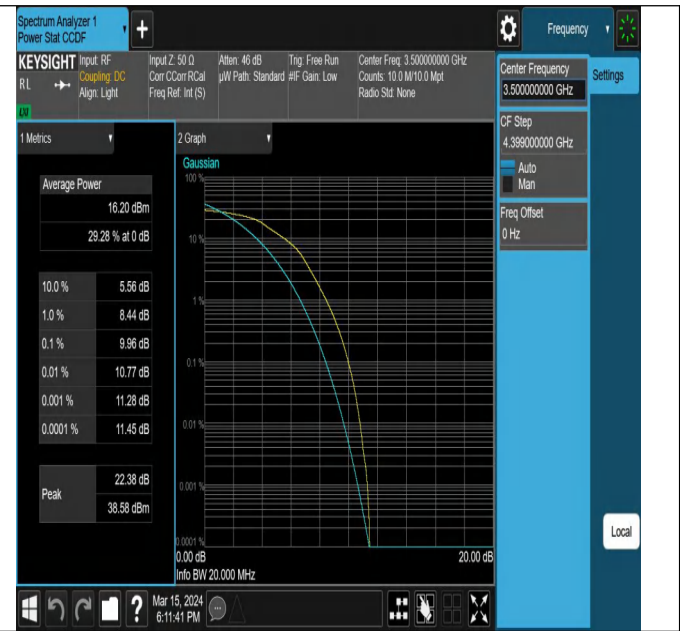 Spectrum Analyzer 1
Power Stat CCDF
+
Frequency
KEYSIGHT
RL
Input: RF
Coupling: DC
Align: Light
Input Z: 50 Ω
Corr CCorr RCal
Freq Ref: Int (S)
Atten: 46 dB
µW Path: Standard
Trig: Free Run
#IF Gain: Low
Center Freq: 3.500000000 GHz
Counts: 10.0 M/10.0 Mpt
Radio Std: None
Center Frequency
3.500000000 GHz
Settings
CF Step
4.399000000 GHz
Auto
Man
Freq Offset
0 Hz
1 Metrics
Average Power
16.20 dBm
29.28 % at 0 dB
10.0 % 5.56 dB
1.0 % 8.44 dB
0.1 % 9.96 dB
0.01 % 10.77 dB
0.001 % 11.28 dB
0.0001 % 11.45 dB
Peak
22.38 dB
38.58 dBm
2 Graph
Gaussian
100 %
10 %
1 %
0.1 %
0.01 %
0.001 %
0.0001 %
0.00 dB 20.00 dB
Info BW 20.000 MHz
Local
?
Mar 15, 2024
6:11:41 PM